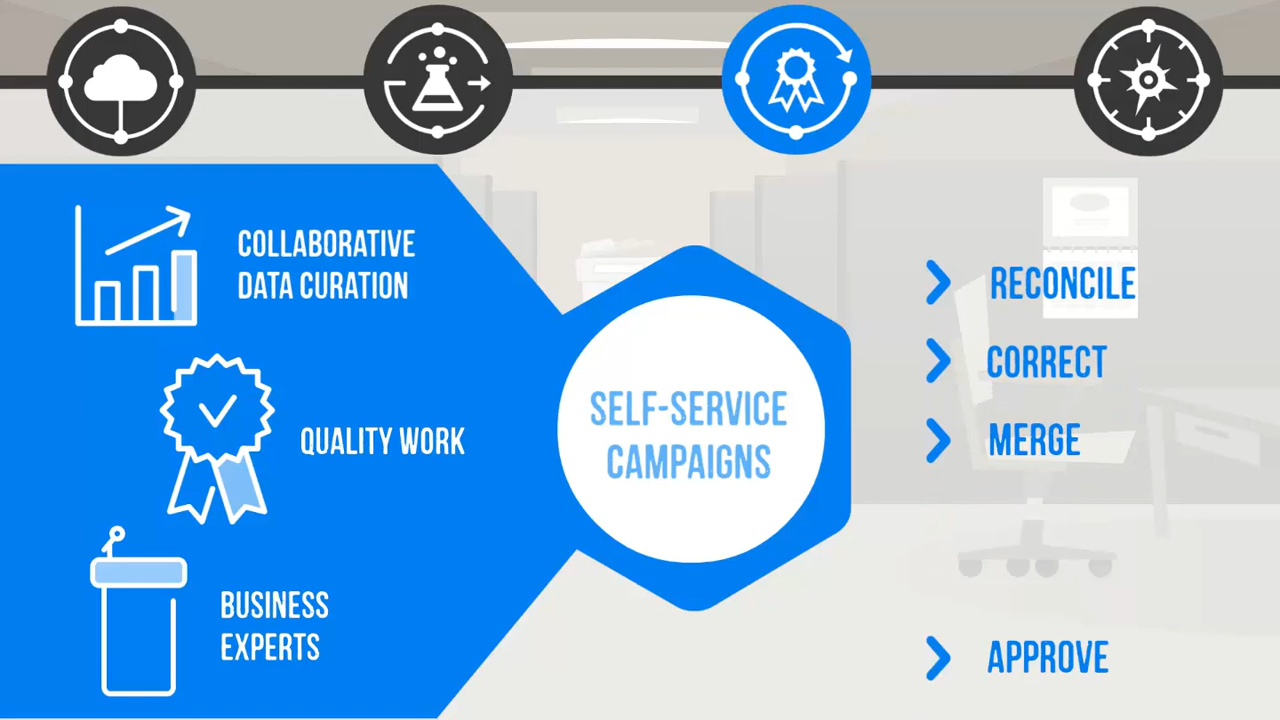 COLLABORATIVE
DATA CURATION
QUALITY WORK
BUSINESS
EXPERTS
SELF-SERVICE
CAMPAIGNS
RECONCILE
CORRECT
MERGE
APPROVE